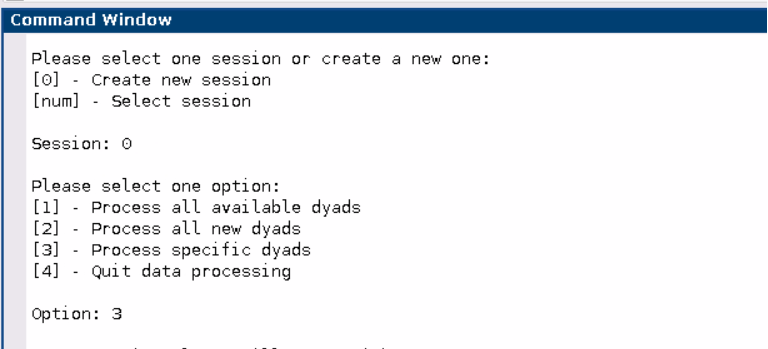 Command Window
Please select one session or create a new one:
[0] - Create new session
[num] - Select session
Session: 0
Please select one option:
[1] - Process all available dyads
[2] - Process all new dyads
[3] - Process specific dyads
[4] - Quit data processing
Option: 3